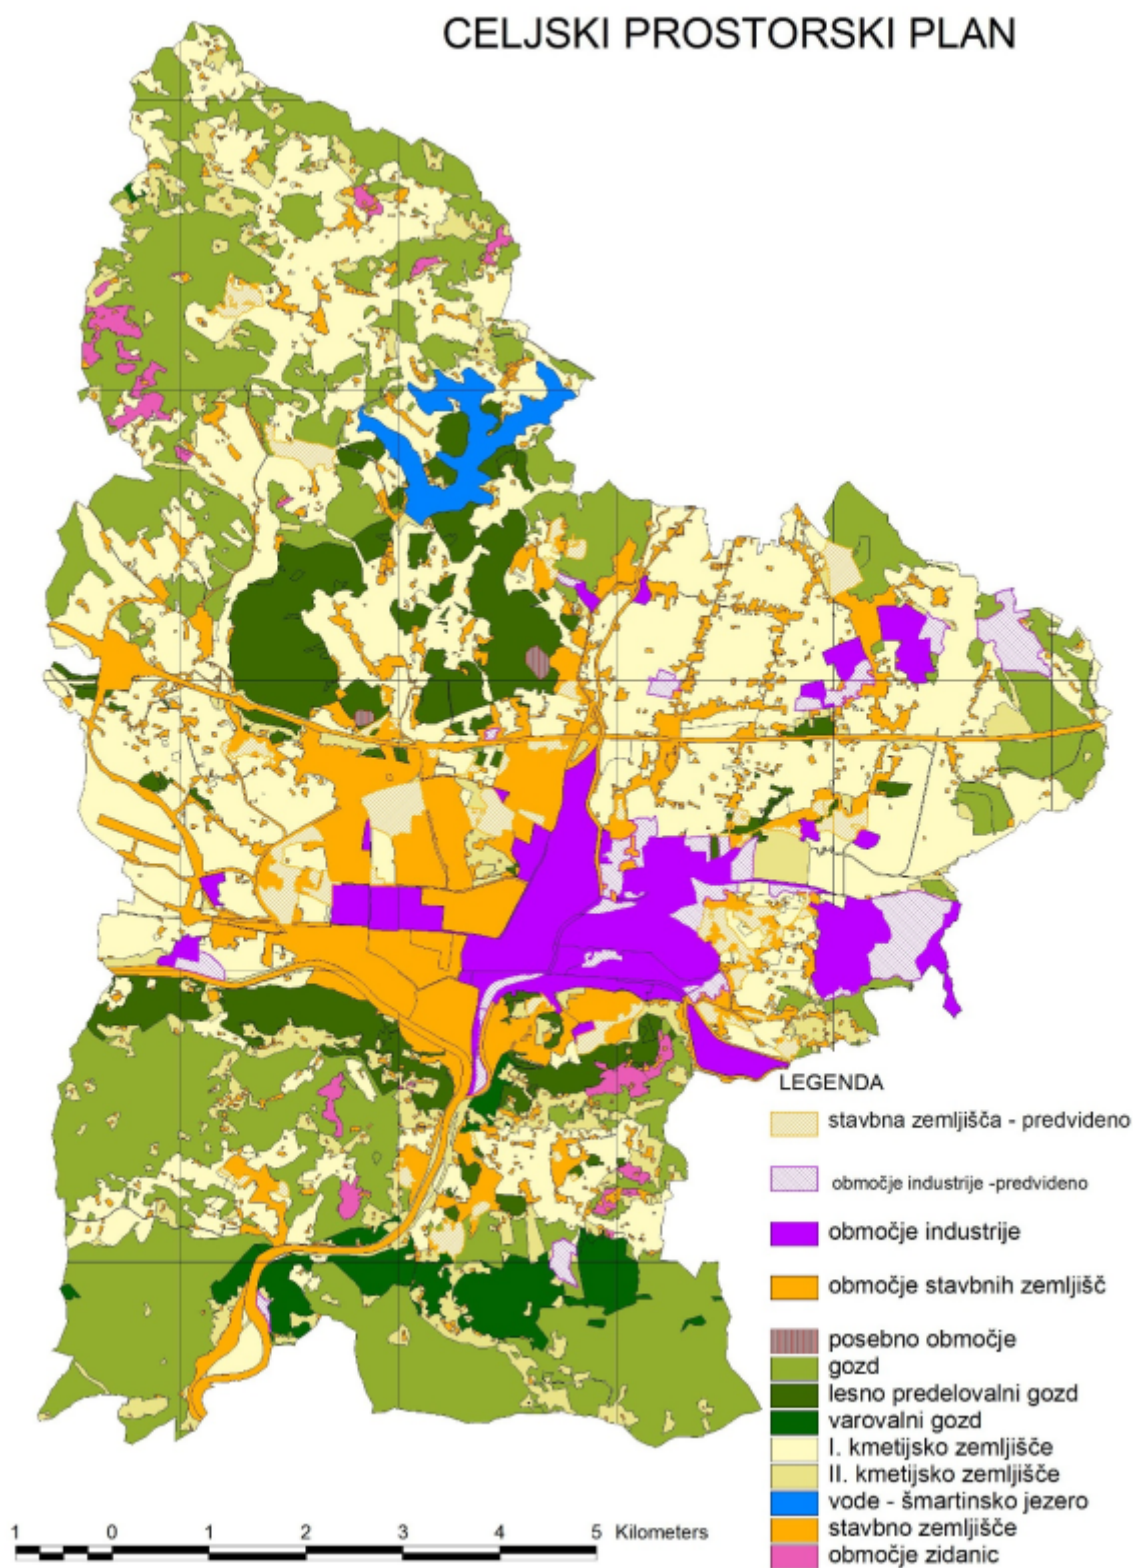 CELJSKI PROSTORSKI PLAN
LEGENDA
stavbna zemljišča - predvideno
območje industrije -predvideno
območje industrije
območje stavbnih zemljišč
posebno območje
gozd
lesno predelovalni gozd
varovalni gozd
I. kmetijsko zemljišče
II. kmetijsko zemljišče
vode - šmartinsko jezero
stavbno zemljišče
območje zidanic
1 0 1 2 3 4 5 Kilometers